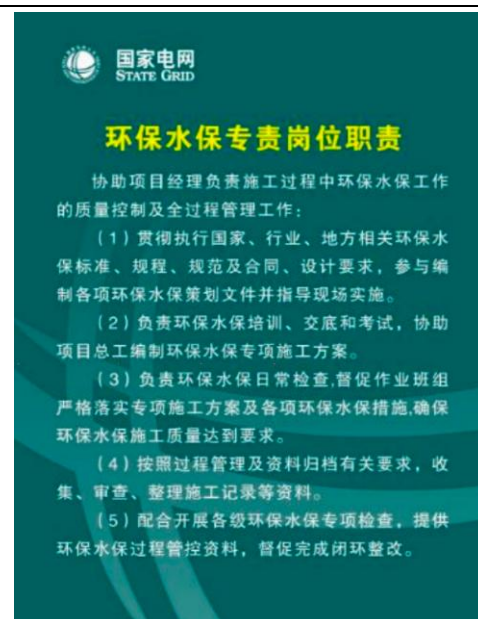 国家电网
STATE GRID
环保水保专责岗位职责
协助项目经理负责施工过程中环保水保工作
的质量控制及全过程管理工作：
（1）贯彻执行国家、行业、地方相关环保水
保标准、规程、规范及合同、设计要求，参与编
制各项环保水保策划文件并指导现场实施。
（2）负责环保水保培训、交底和考试，协助
项目总工编制环保水保专项施工方案。
（3）负责环保水保日常检查,督促作业班组
严格落实专项施工方案及各项环保水保措施,确保
环保水保施工质量达到要求。
（4）按照过程管理及资料归档有关要求，收
集、审查、整理施工记录等资料。
（5）配合开展各级环保水保专项检查，提供
环保水保过程管控资料，督促完成闭环整改。